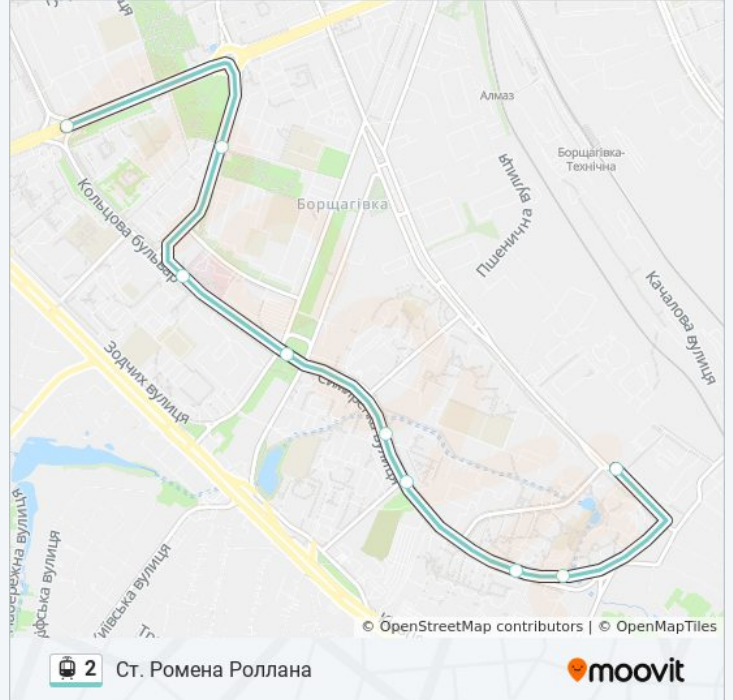 Алмаз
Борщагівка-
Технічна
вулиця
Пшенична вулиця
Кольцова бульвар
Борщагівка
Качалова вулиця
Зодчих вулиця
вулиця
Київська вулиця
© OpenStreetMap contributors | © OpenMapTiles
2 Ст. Ромена Роллана
moovit